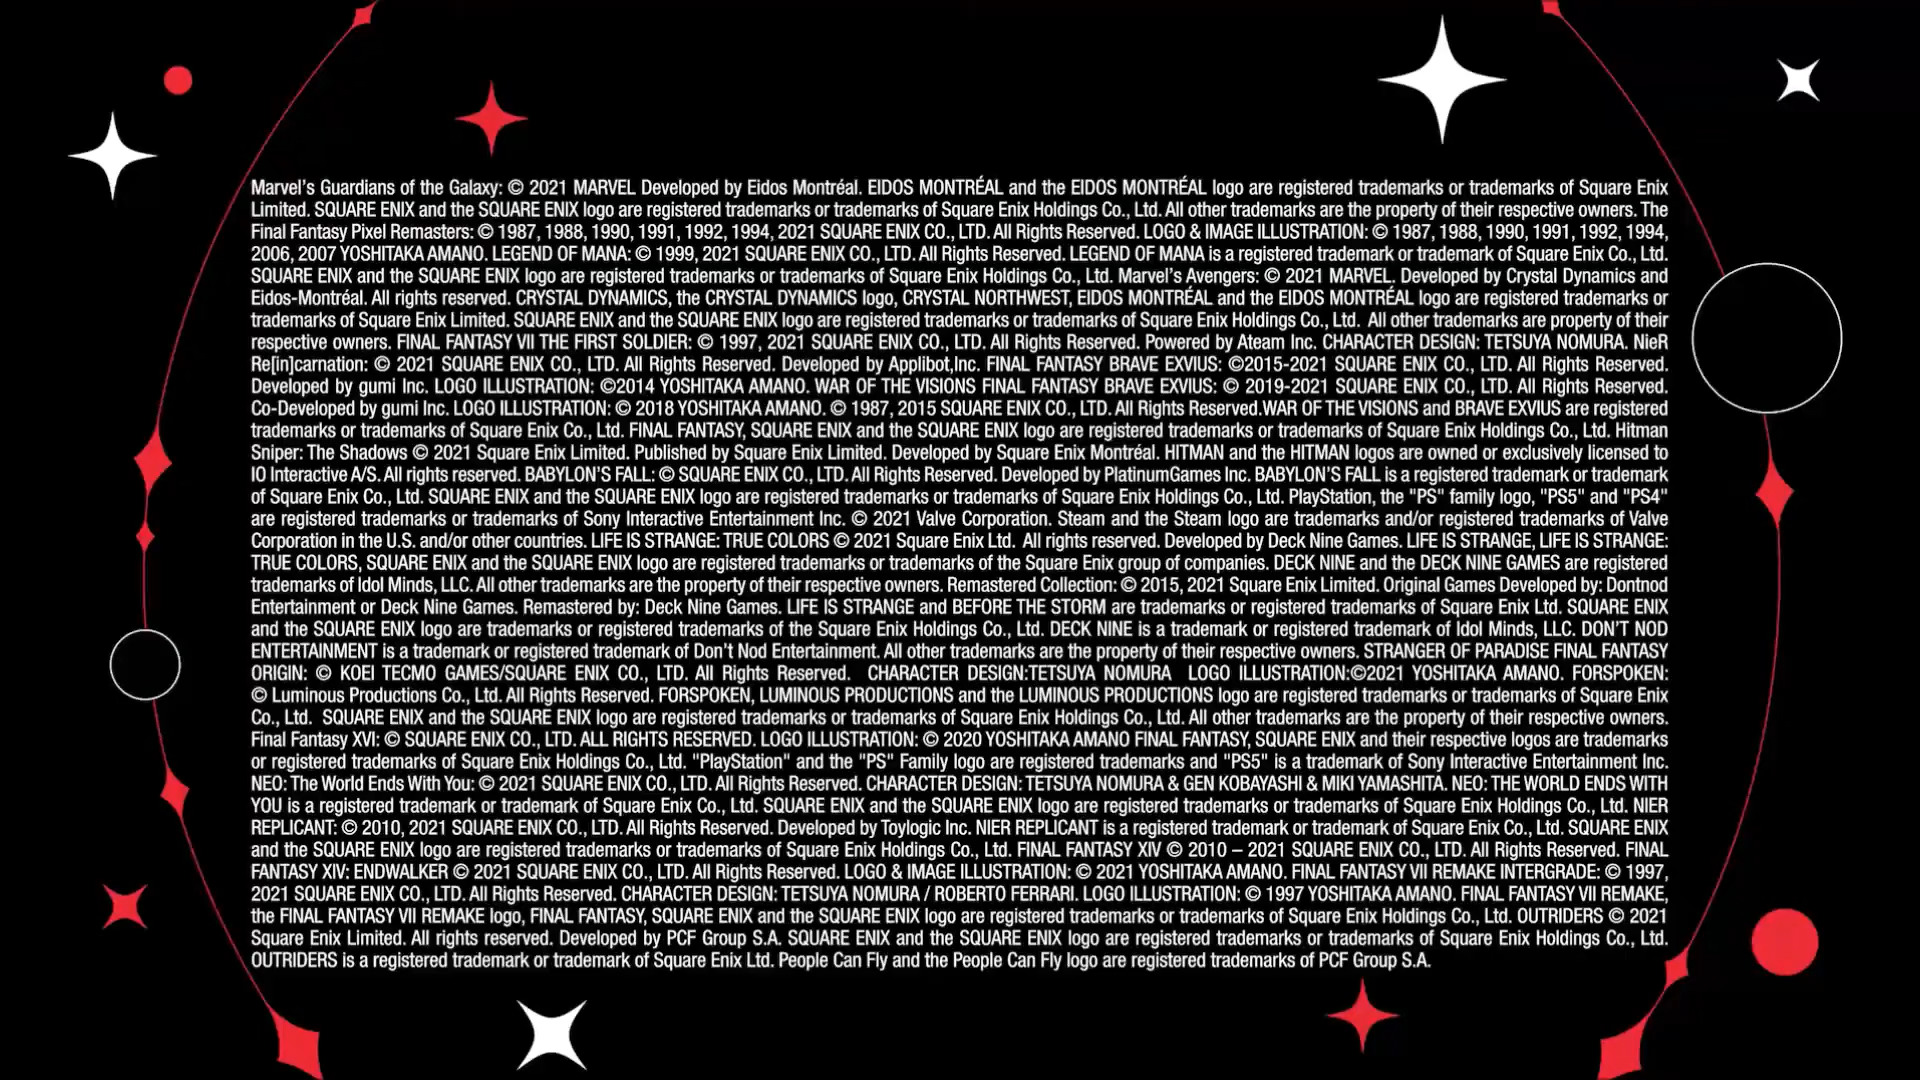 Marvel’s Guardians of the Galaxy: © 2021 MARVEL Developed by Eidos Montréal. EIDOS MONTRÉAL and the EIDOS MONTRÉAL logo are registered trademarks or trademarks of Square Enix
Limited. SQUARE ENIX and the SQUARE ENIX logo are registered trademarks or trademarks of Square Enix Holdings Co., Ltd. All other trademarks are the property of their respective owners. The
Final Fantasy Pixel Remasters: © 1987, 1988, 1990, 1991, 1992, 1994, 2021 SQUARE ENIX CO., LTD. All Rights Reserved. LOGO & IMAGE ILLUSTRATION: © 1987, 1988, 1990, 1991, 1992, 1994,
2006, 2007 YOSHITAKA AMANO. LEGEND OF MANA: © 1999, 2021 SQUARE ENIX CO., LTD. All Rights Reserved. LEGEND OF MANA is a registered trademark or trademark of Square Enix Co., Ltd.
SQUARE ENIX and the SQUARE ENIX logo are registered trademarks or trademarks of Square Enix Holdings Co., Ltd. Marvel’s Avengers: © 2021 MARVEL. Developed by Crystal Dynamics and
Eidos-Montréal. All rights reserved. CRYSTAL DYNAMICS, the CRYSTAL DYNAMICS logo, CRYSTAL NORTHWEST, EIDOS MONTRÉAL and the EIDOS MONTRÉAL logo are registered trademarks or
trademarks of Square Enix Limited. SQUARE ENIX and the SQUARE ENIX logo are registered trademarks or trademarks of Square Enix Holdings Co., Ltd.  All other trademarks are property of their
respective owners. FINAL FANTASY VII THE FIRST SOLDIER: © 1997, 2021 SQUARE ENIX CO., LTD. All Rights Reserved. Powered by Ateam Inc. CHARACTER DESIGN: TETSUYA NOMURA. NieR
Re[in]carnation: © 2021 SQUARE ENIX CO., LTD. All Rights Reserved. Developed by Applibot,Inc. FINAL FANTASY BRAVE EXVIUS: ©2015-2021 SQUARE ENIX CO., LTD. All Rights Reserved.
Developed by gumi Inc. LOGO ILLUSTRATION: ©2014 YOSHITAKA AMANO. WAR OF THE VISIONS FINAL FANTASY BRAVE EXVIUS: © 2019-2021 SQUARE ENIX CO., LTD. All Rights Reserved.
Co-Developed by gumi Inc. LOGO ILLUSTRATION: © 2018 YOSHITAKA AMANO. © 1987, 2015 SQUARE ENIX CO., LTD. All Rights Reserved.WAR OF THE VISIONS and BRAVE EXVIUS are registered
trademarks or trademarks of Square Enix Co., Ltd. FINAL FANTASY, SQUARE ENIX and the SQUARE ENIX logo are registered trademarks or trademarks of Square Enix Holdings Co., Ltd. Hitman
Sniper: The Shadows © 2021 Square Enix Limited. Published by Square Enix Limited. Developed by Square Enix Montréal. HITMAN and the HITMAN logos are owned or exclusively licensed to
IO Interactive A/S. All rights reserved. BABYLON’S FALL: © SQUARE ENIX CO., LTD. All Rights Reserved. Developed by PlatinumGames Inc. BABYLON’S FALL is a registered trademark or trademark
of Square Enix Co., Ltd. SQUARE ENIX and the SQUARE ENIX logo are registered trademarks or trademarks of Square Enix Holdings Co., Ltd. PlayStation, the "PS" family logo, "PS5" and "PS4"
are registered trademarks or trademarks of Sony Interactive Entertainment Inc. © 2021 Valve Corporation. Steam and the Steam logo are trademarks and/or registered trademarks of Valve
Corporation in the U.S. and/or other countries. LIFE IS STRANGE: TRUE COLORS © 2021 Square Enix Ltd.  All rights reserved. Developed by Deck Nine Games. LIFE IS STRANGE, LIFE IS STRANGE:
TRUE COLORS, SQUARE ENIX and the SQUARE ENIX logo are registered trademarks or trademarks of the Square Enix group of companies. DECK NINE and the DECK NINE GAMES are registered
trademarks of Idol Minds, LLC. All other trademarks are the property of their respective owners. Remastered Collection: © 2015, 2021 Square Enix Limited. Original Games Developed by: Dontnod
Entertainment or Deck Nine Games. Remastered by: Deck Nine Games. LIFE IS STRANGE and BEFORE THE STORM are trademarks or registered trademarks of Square Enix Ltd. SQUARE ENIX
and the SQUARE ENIX logo are trademarks or registered trademarks of the Square Enix Holdings Co., Ltd. DECK NINE is a trademark or registered trademark of Idol Minds, LLC. DON’T NOD
ENTERTAINMENT is a trademark or registered trademark of Don’t Nod Entertainment. All other trademarks are the property of their respective owners. STRANGER OF PARADISE FINAL FANTASY
ORIGIN: © KOEI TECMO GAMES/SQUARE ENIX CO., LTD. All Rights Reserved.  CHARACTER DESIGN:TETSUYA NOMURA  LOGO ILLUSTRATION:©2021 YOSHITAKA AMANO. FORSPOKEN:
© Luminous Productions Co., Ltd. All Rights Reserved. FORSPOKEN, LUMINOUS PRODUCTIONS and the LUMINOUS PRODUCTIONS logo are registered trademarks or trademarks of Square Enix
Co., Ltd.  SQUARE ENIX and the SQUARE ENIX logo are registered trademarks or trademarks of Square Enix Holdings Co., Ltd. All other trademarks are the property of their respective owners.
Final Fantasy XVI: © SQUARE ENIX CO., LTD. ALL RIGHTS RESERVED. LOGO ILLUSTRATION: © 2020 YOSHITAKA AMANO FINAL FANTASY, SQUARE ENIX and their respective logos are trademarks
or registered trademarks of Square Enix Holdings Co., Ltd. "PlayStation" and the "PS" Family logo are registered trademarks and "PS5" is a trademark of Sony Interactive Entertainment Inc.
NEO: The World Ends With You: © 2021 SQUARE ENIX CO., LTD. All Rights Reserved. CHARACTER DESIGN: TETSUYA NOMURA & GEN KOBAYASHI & MIKI YAMASHITA. NEO: THE WORLD ENDS WITH
YOU is a registered trademark or trademark of Square Enix Co., Ltd. SQUARE ENIX and the SQUARE ENIX logo are registered trademarks or trademarks of Square Enix Holdings Co., Ltd. NIER
REPLICANT: © 2010, 2021 SQUARE ENIX CO., LTD. All Rights Reserved. Developed by Toylogic Inc. NIER REPLICANT is a registered trademark or trademark of Square Enix Co., Ltd. SQUARE ENIX
and the SQUARE ENIX logo are registered trademarks or trademarks of Square Enix Holdings Co., Ltd. FINAL FANTASY XIV © 2010 – 2021 SQUARE ENIX CO., LTD. All Rights Reserved. FINAL
FANTASY XIV: ENDWALKER © 2021 SQUARE ENIX CO., LTD. All Rights Reserved. LOGO & IMAGE ILLUSTRATION: © 2021 YOSHITAKA AMANO. FINAL FANTASY VII REMAKE INTERGRADE: © 1997,
2021 SQUARE ENIX CO., LTD. All Rights Reserved. CHARACTER DESIGN: TETSUYA NOMURA / ROBERTO FERRARI. LOGO ILLUSTRATION: © 1997 YOSHITAKA AMANO. FINAL FANTASY VII REMAKE,
the FINAL FANTASY VII REMAKE logo, FINAL FANTASY, SQUARE ENIX and the SQUARE ENIX logo are registered trademarks or trademarks of Square Enix Holdings Co., Ltd. OUTRIDERS © 2021
Square Enix Limited. All rights reserved. Developed by PCF Group S.A. SQUARE ENIX and the SQUARE ENIX logo are registered trademarks or trademarks of Square Enix Holdings Co., Ltd.
OUTRIDERS is a registered trademark or trademark of Square Enix Ltd. People Can Fly and the People Can Fly logo are registered trademarks of PCF Group S.A.